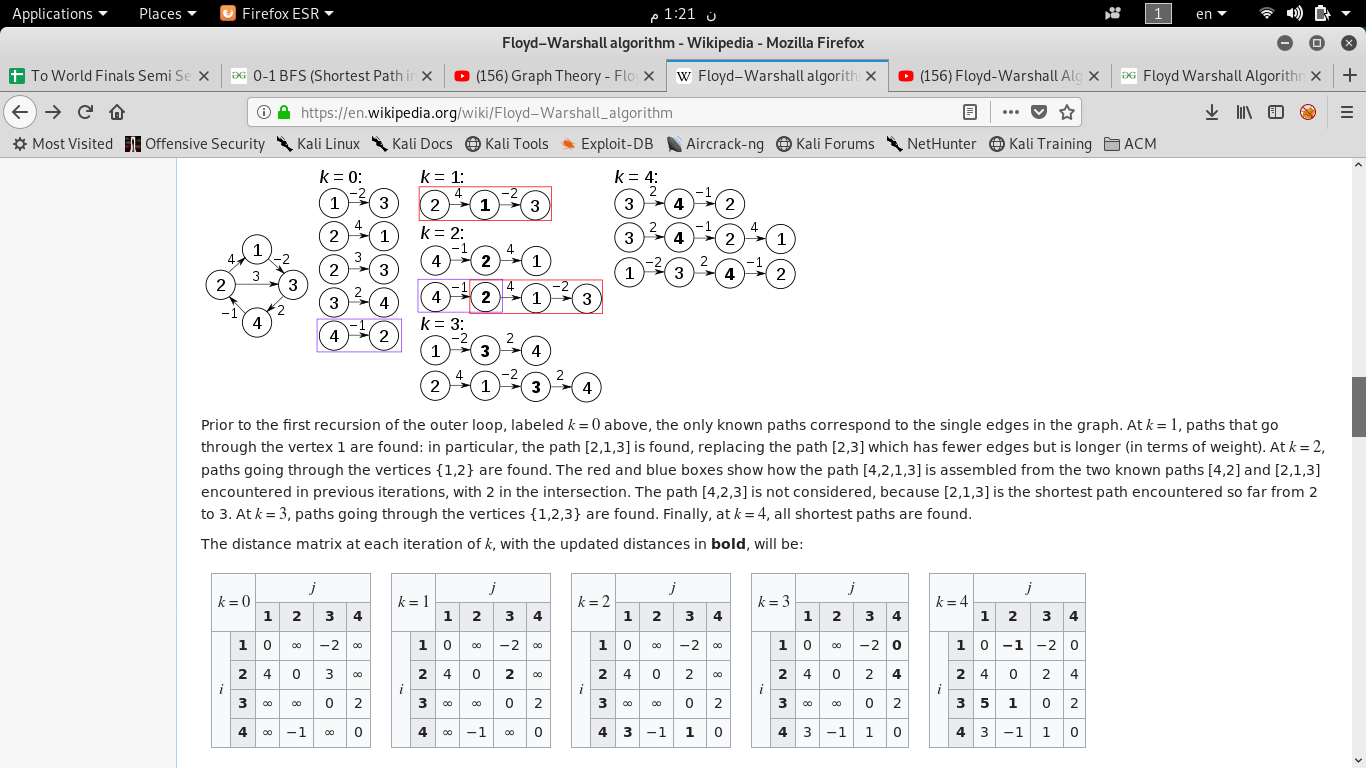 Applications Places Firefox ESR ن 1:21 م 1 en
Floyd–Warshall algorithm - Wikipedia - Mozilla Firefox
To World Finals Semi Se 0-1 BFS (Shortest Path in (156) Graph Theory - Floy Floyd–Warshall algorith (156) Floyd-Warshall Alg Floyd Warshall Algorithm
https://en.wikipedia.org/wiki/Floyd–Warshall_algorithm
Most Visited Offensive Security Kali Linux Kali Docs Kali Tools Exploit-DB Aircrack-ng Kali Forums NetHunter Kali Training ACM
1 4 −2 2 3 3 −1 2 4
k = 0:
1 −2 3
2 4 1
2 3 3
3 2 4
4 −1 2
k = 1:
2 4 1 −2 3
k = 2:
4 −1 2 4 1
4 −1 2 4 1 −2 3
k = 3:
1 −2 3 2 4
2 4 1 −2 3 2 4
k = 4:
3 2 4 −1 2
3 2 4 −1 2 4 1
1 −2 3 2 4 −1 2
Prior to the first recursion of the outer loop, labeled k = 0 above, the only known paths correspond to the single edges in the graph. At k = 1, paths that go
through the vertex 1 are found: in particular, the path [2,1,3] is found, replacing the path [2,3] which has fewer edges but is longer (in terms of weight). At k = 2,
paths going through the vertices {1,2} are found. The red and blue boxes show how the path [4,2,1,3] is assembled from the two known paths [4,2] and [2,1,3]
encountered in previous iterations, with 2 in the intersection. The path [4,2,3] is not considered, because [2,1,3] is the shortest path encountered so far from 2
to 3. At k = 3, paths going through the vertices {1,2,3} are found. Finally, at k = 4, all shortest paths are found.
The distance matrix at each iteration of k, with the updated distances in bold, will be:
k = 0 j
1 2 3 4
i
1 0 ∞ −2 ∞
2 4 0 3 ∞
3 ∞ ∞ 0 2
4 ∞ −1 ∞ 0
k = 1 j
1 2 3 4
i
1 0 ∞ −2 ∞
2 4 0 2 ∞
3 ∞ ∞ 0 2
4 ∞ −1 ∞ 0
k = 2 j
1 2 3 4
i
1 0 ∞ −2 ∞
2 4 0 2 ∞
3 ∞ ∞ 0 2
4 3 −1 1 0
k = 3 j
1 2 3 4
i
1 0 ∞ −2 0
2 4 0 2 4
3 ∞ ∞ 0 2
4 3 −1 1 0
k = 4 j
1 2 3 4
i
1 0 −1 −2 0
2 4 0 2 4
3 5 1 0 2
4 3 −1 1 0